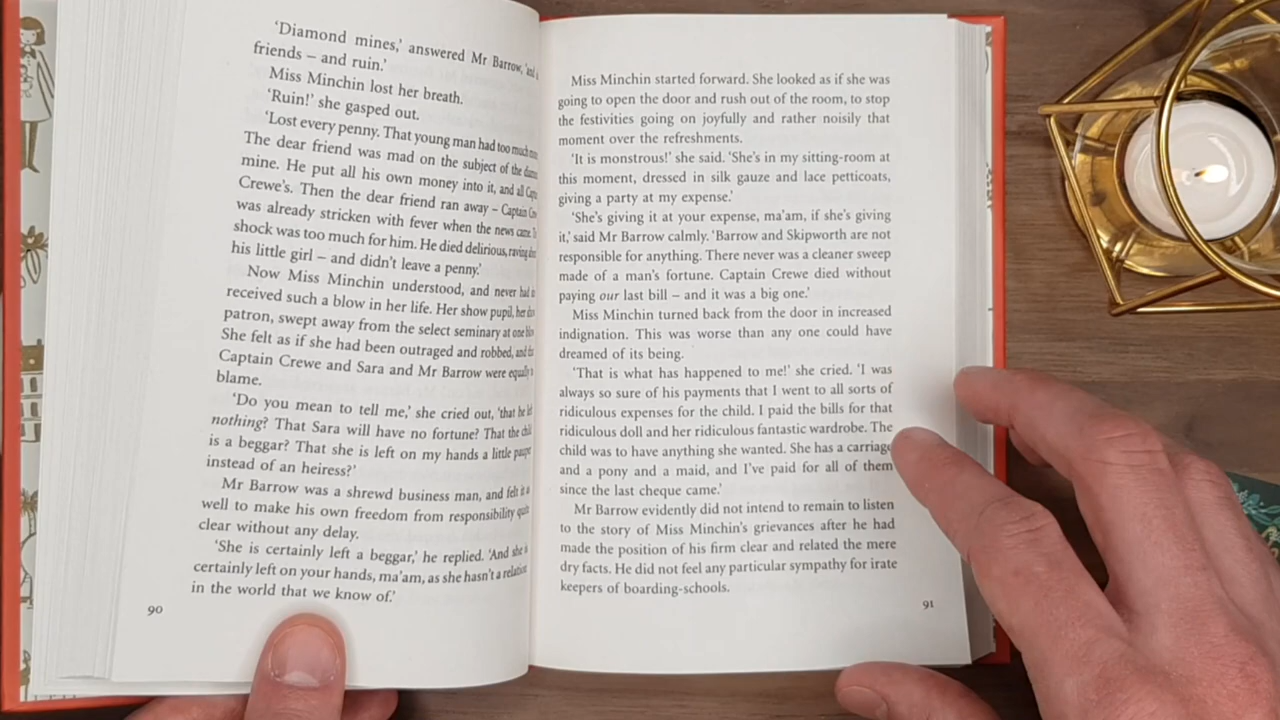 ‘Diamond mines,’ answered Mr Barrow, ‘and
friends – and ruin.’
Miss Minchin lost her breath.
‘Ruin!’ she gasped out.
‘Lost every penny. That young man had too much
The dear friend was mad on the subject of the
mine. He put all his own money into it, and all
Crewe’s. Then the dear friend ran away – Captain
was already stricken with fever when the news came.
shock was too much for him. He died delirious, raving
his little girl – and didn’t leave a penny.’
Now Miss Minchin understood, and never had
received such a blow in her life. Her show pupil, her
patron, swept away from the select seminary at one
She felt as if she had been outraged and robbed, and
Captain Crewe and Sara and Mr Barrow were equally
blame.
‘Do you mean to tell me,’ she cried out, ‘that he
nothing? That Sara will have no fortune? That the child
is a beggar? That she is left on my hands a little
instead of an heiress?’
Mr Barrow was a shrewd business man, and felt it
well to make his own freedom from responsibility
clear without any delay.
‘She is certainly left a beggar,’ he replied. ‘And she is
certainly left on your hands, ma’am, as she hasn’t a
in the world that we know of.’
90
Miss Minchin started forward. She looked as if she was
going to open the door and rush out of the room, to stop
the festivities going on joyfully and rather noisily that
moment over the refreshments.
‘It is monstrous!’ she said. ‘She’s in my sitting-room at
this moment, dressed in silk gauze and lace petticoats,
giving a party at my expense.’
‘She’s giving it at your expense, ma’am, if she’s giving
it,’ said Mr Barrow calmly. ‘Barrow and Skipworth are not
responsible for anything. There never was a cleaner sweep
made of a man’s fortune. Captain Crewe died without
paying our last bill – and it was a big one.’
Miss Minchin turned back from the door in increased
indignation. This was worse than any one could have
dreamed of its being.
‘That is what has happened to me!’ she cried. ‘I was
always so sure of his payments that I went to all sorts of
ridiculous expenses for the child. I paid the bills for that
ridiculous doll and her ridiculous fantastic wardrobe. The
child was to have anything she wanted. She has a carriage
and a pony and a maid, and I’ve paid for all of them
since the last cheque came.’
Mr Barrow evidently did not intend to remain to listen
to the story of Miss Minchin’s grievances after he had
made the position of his firm clear and related the mere
dry facts. He did not feel any particular sympathy for irate
keepers of boarding-schools.
91